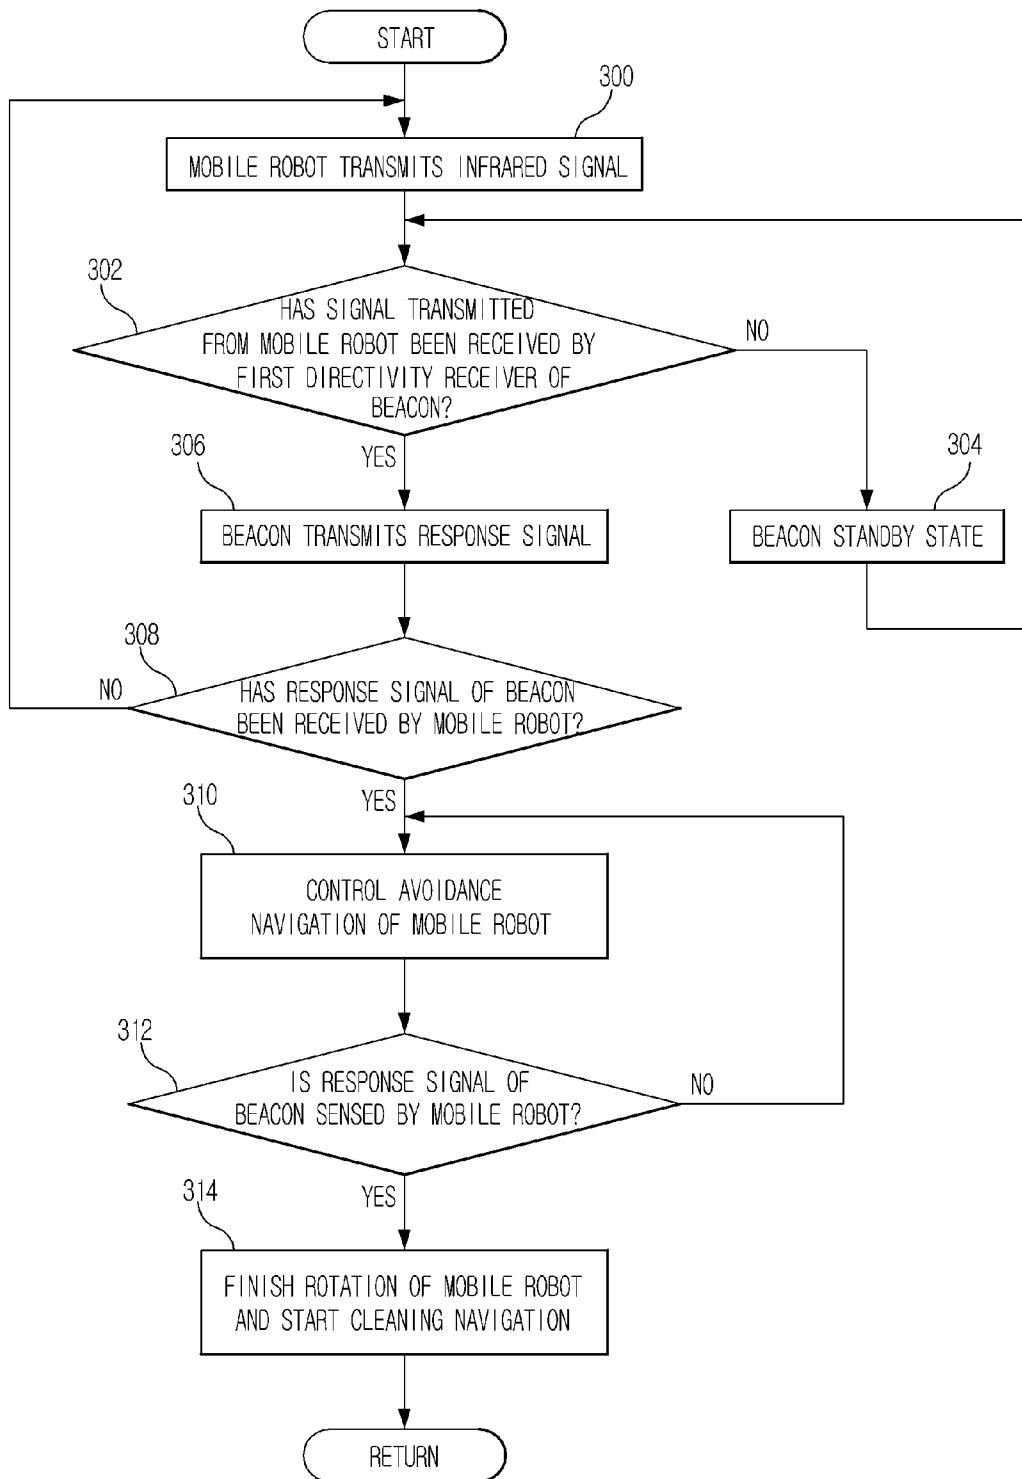 START
300
MOBILE ROBOT TRANSMITS INFRARED SIGNAL
302
HAS SIGNAL TRANSMITTED
FROM MOBILE ROBOT BEEN RECEIVED BY
FIRST DIRECTIVITY RECEIVER OF
BEACON?
NO
YES
306
304
BEACON TRANSMITS RESPONSE SIGNAL
BEACON STANDBY STATE
308
NO
HAS RESPONSE SIGNAL OF BEACON
BEEN RECEIVED BY MOBILE ROBOT?
YES
310
CONTROL AVOIDANCE
NAVIGATION OF MOBILE ROBOT
312
IS RESPONSE SIGNAL OF
BEACON SENSED BY MOBILE ROBOT?
NO
YES
314
FINISH ROTATION OF MOBILE ROBOT
AND START CLEANING NAVIGATION
RETURN